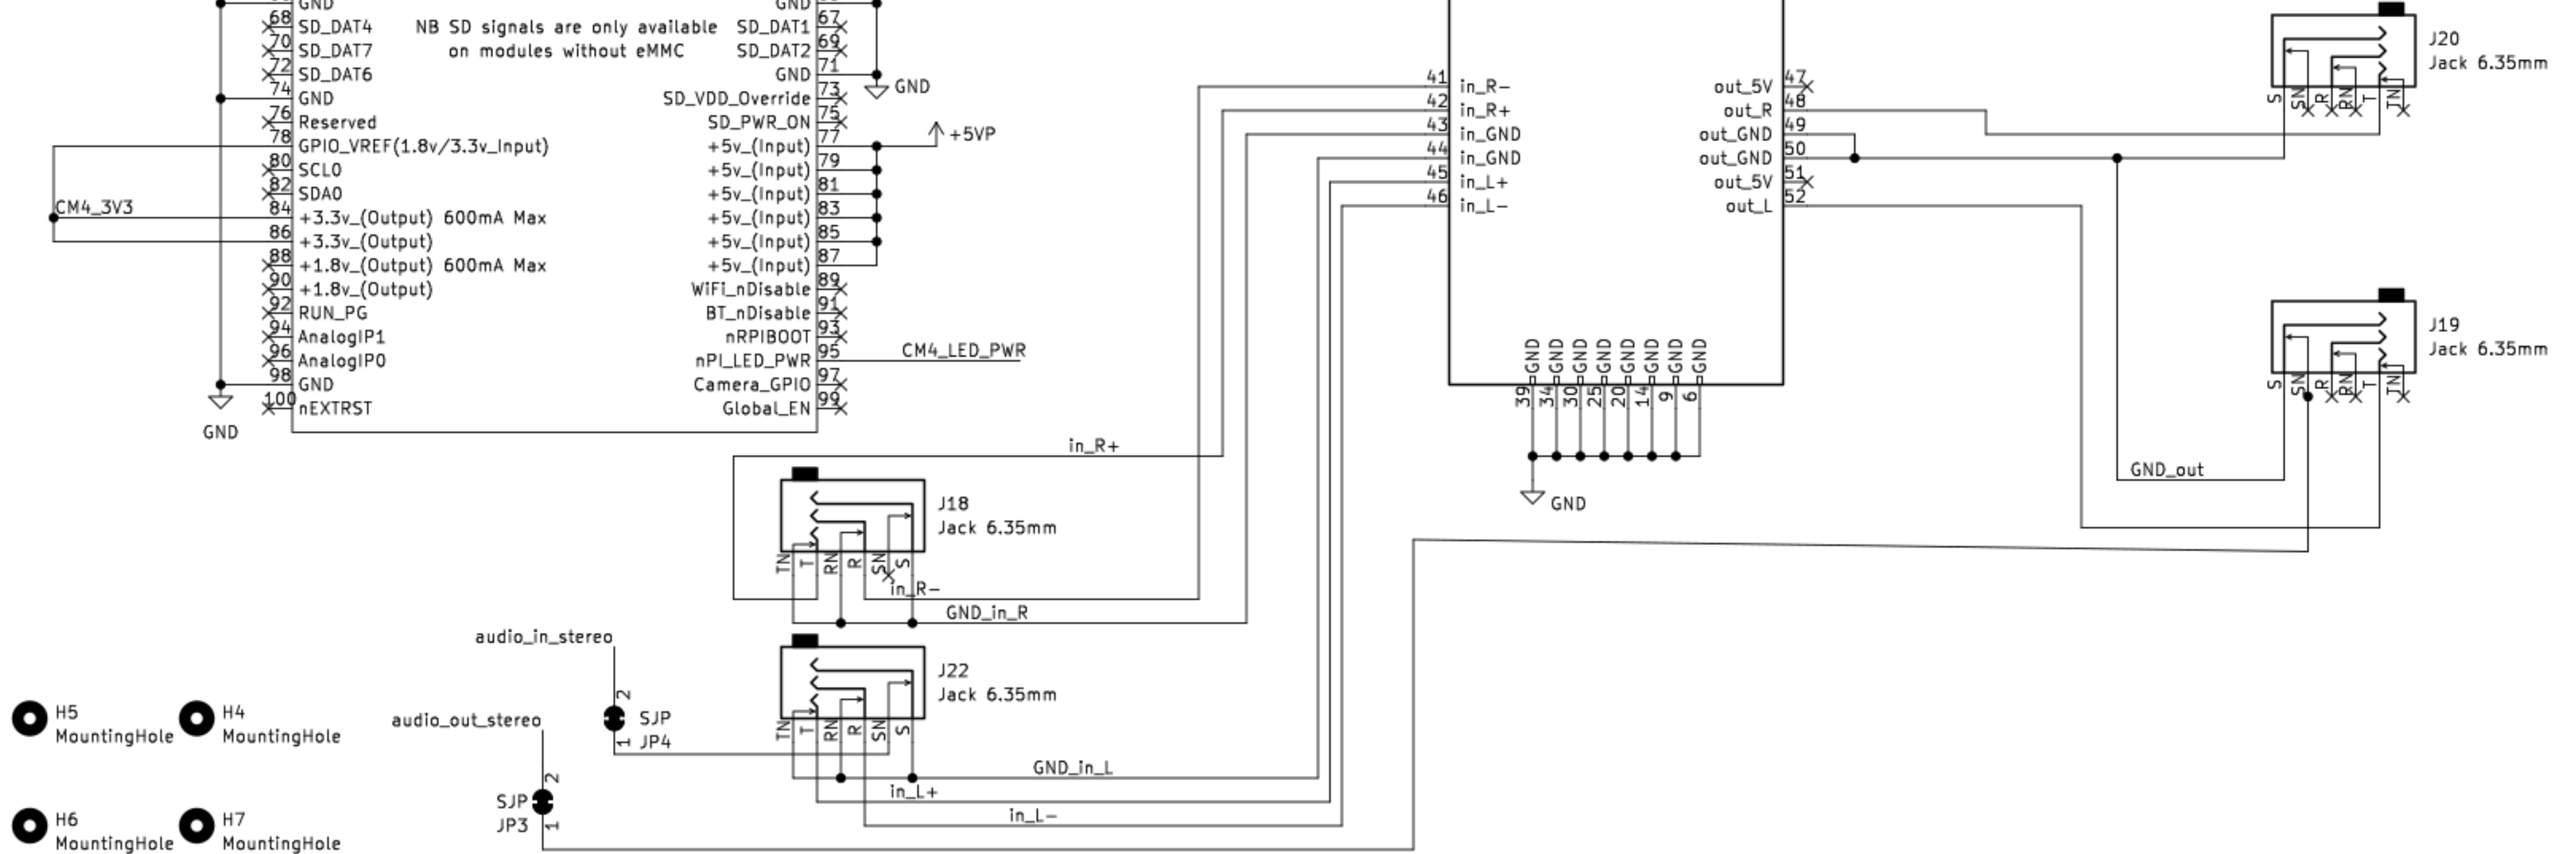 GND
68 SD_DAT4
70 SD_DAT7
72 SD_DAT6
74 GND
76 Reserved
78 GPIO_VREF(1.8v/3.3v_Input)
80 SCL0
82 SDA0
84 +3.3v_(Output) 600mA Max
86 +3.3v_(Output)
88 +1.8v_(Output) 600mA Max
90 +1.8v_(Output)
92 RUN_PG
94 AnalogIP1
96 AnalogIP0
98 GND
100 nEXTRST
CM4_3V3
GND
NB SD signals are only available
on modules without eMMC
GND
SD_DAT1 67
SD_DAT2 69
GND 71
SD_VDD_Override 73
SD_PWR_ON 75
+5v_(Input) 77
+5v_(Input) 79
+5v_(Input) 81
+5v_(Input) 83
+5v_(Input) 85
+5v_(Input) 87
WiFi_nDisable 89
BT_nDisable 91
nRPIBOOT 93
nPI_LED_PWR 95
Camera_GPIO 97
Global_EN 99
GND
+5VP
CM4_LED_PWR
41 in_R-
42 in_R+
43 in_GND
44 in_GND
45 in_L+
46 in_L-
out_5V 47
out_R 48
out_GND 49
out_GND 50
out_5V 51
out_L 52
GND GND GND GND GND GND GND GND
39 34 30 25 20 14 9 6
GND
J20
Jack 6.35mm
S SN R RN T TN
J19
Jack 6.35mm
S SN R RN T TN
GND_out
in_R+
J18
Jack 6.35mm
TN T RN R SN S
in_R-
GND_in_R
J22
Jack 6.35mm
TN T RN R SN S
GND_in_L
in_L+
in_L-
audio_in_stereo
2
SJP
1 JP4
audio_out_stereo
2
SJP
JP3 1
H5
MountingHole
H4
MountingHole
H6
MountingHole
H7
MountingHole